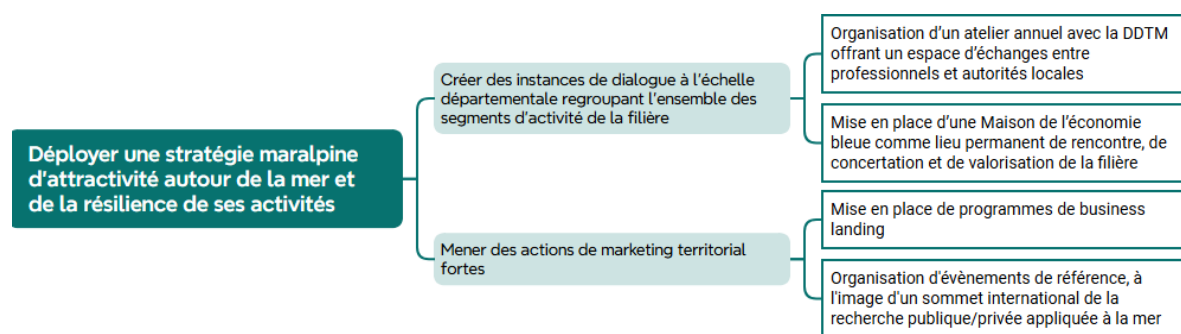 Déployer une stratégie maralpine
d'attractivité autour de la mer et
de la résilience de ses activités
Créer des instances de dialogue à l'échelle
départementale regroupant l'ensemble des
segments d'activité de la filière
Organisation d'un atelier annuel avec la DDTM
offrant un espace d'échanges entre
professionnels et autorités locales
Mise en place d'une Maison de l'économie
bleue comme lieu permanent de rencontre, de
concertation et de valorisation de la filière
Mener des actions de marketing territorial
fortes
Mise en place de programmes de business
landing
Organisation d'évènements de référence, à
l'image d'un sommet international de la
recherche publique/privée appliquée à la mer